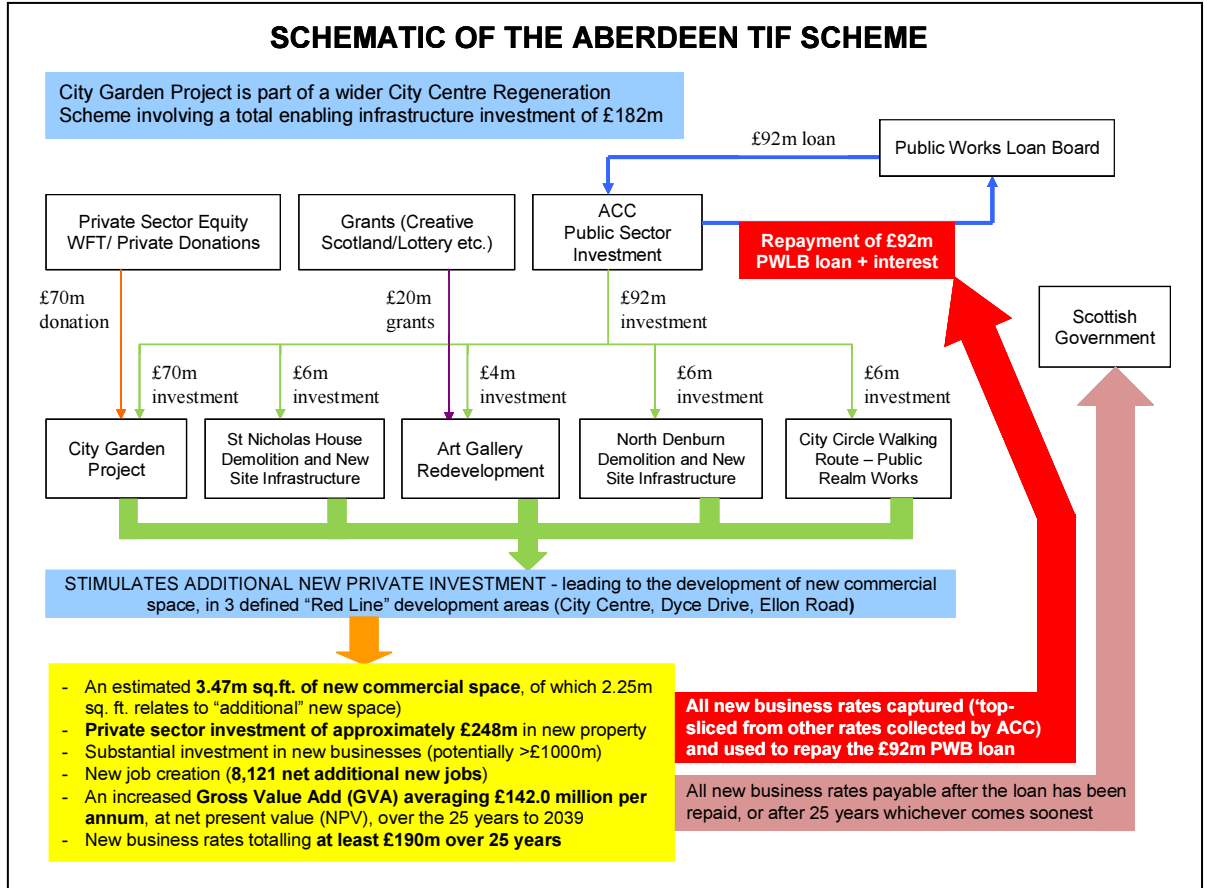 SCHEMATIC OF THE ABERDEEN TIF SCHEME
City Garden Project is part of a wider City Centre Regeneration
Scheme involving a total enabling infrastructure investment of £182m
£92m loan
Public Works Loan Board
Private Sector Equity
WFT/ Private Donations
Grants (Creative
Scotland/Lottery etc.)
ACC
Public Sector
Investment
Repayment of £92m
PWLB loan + interest
Scottish
Government
£70m
donation
£20m
grants
£92m
investment
£70m
investment
£6m
investment
£4m
investment
£6m
investment
£6m
investment
City Garden
Project
St Nicholas House
Demolition and New
Site Infrastructure
Art Gallery
Redevelopment
North Denburn
Demolition and New
Site Infrastructure
City Circle Walking
Route – Public
Realm Works
STIMULATES ADDITIONAL NEW PRIVATE INVESTMENT - leading to the development of new commercial
space, in 3 defined “Red Line” development areas (City Centre, Dyce Drive, Ellon Road)
- An estimated 3.47m sq.ft. of new commercial space, of which 2.25m
sq. ft. relates to “additional” new space)
- Private sector investment of approximately £248m in new property
- Substantial investment in new businesses (potentially >£1000m)
- New job creation (8,121 net additional new jobs)
- An increased Gross Value Add (GVA) averaging £142.0 million per
annum, at net present value (NPV), over the 25 years to 2039
- New business rates totalling at least £190m over 25 years
All new business rates captured (‘top-
sliced from other rates collected by ACC)
and used to repay the £92m PWB loan
All new business rates payable after the loan has been
repaid, or after 25 years whichever comes soonest